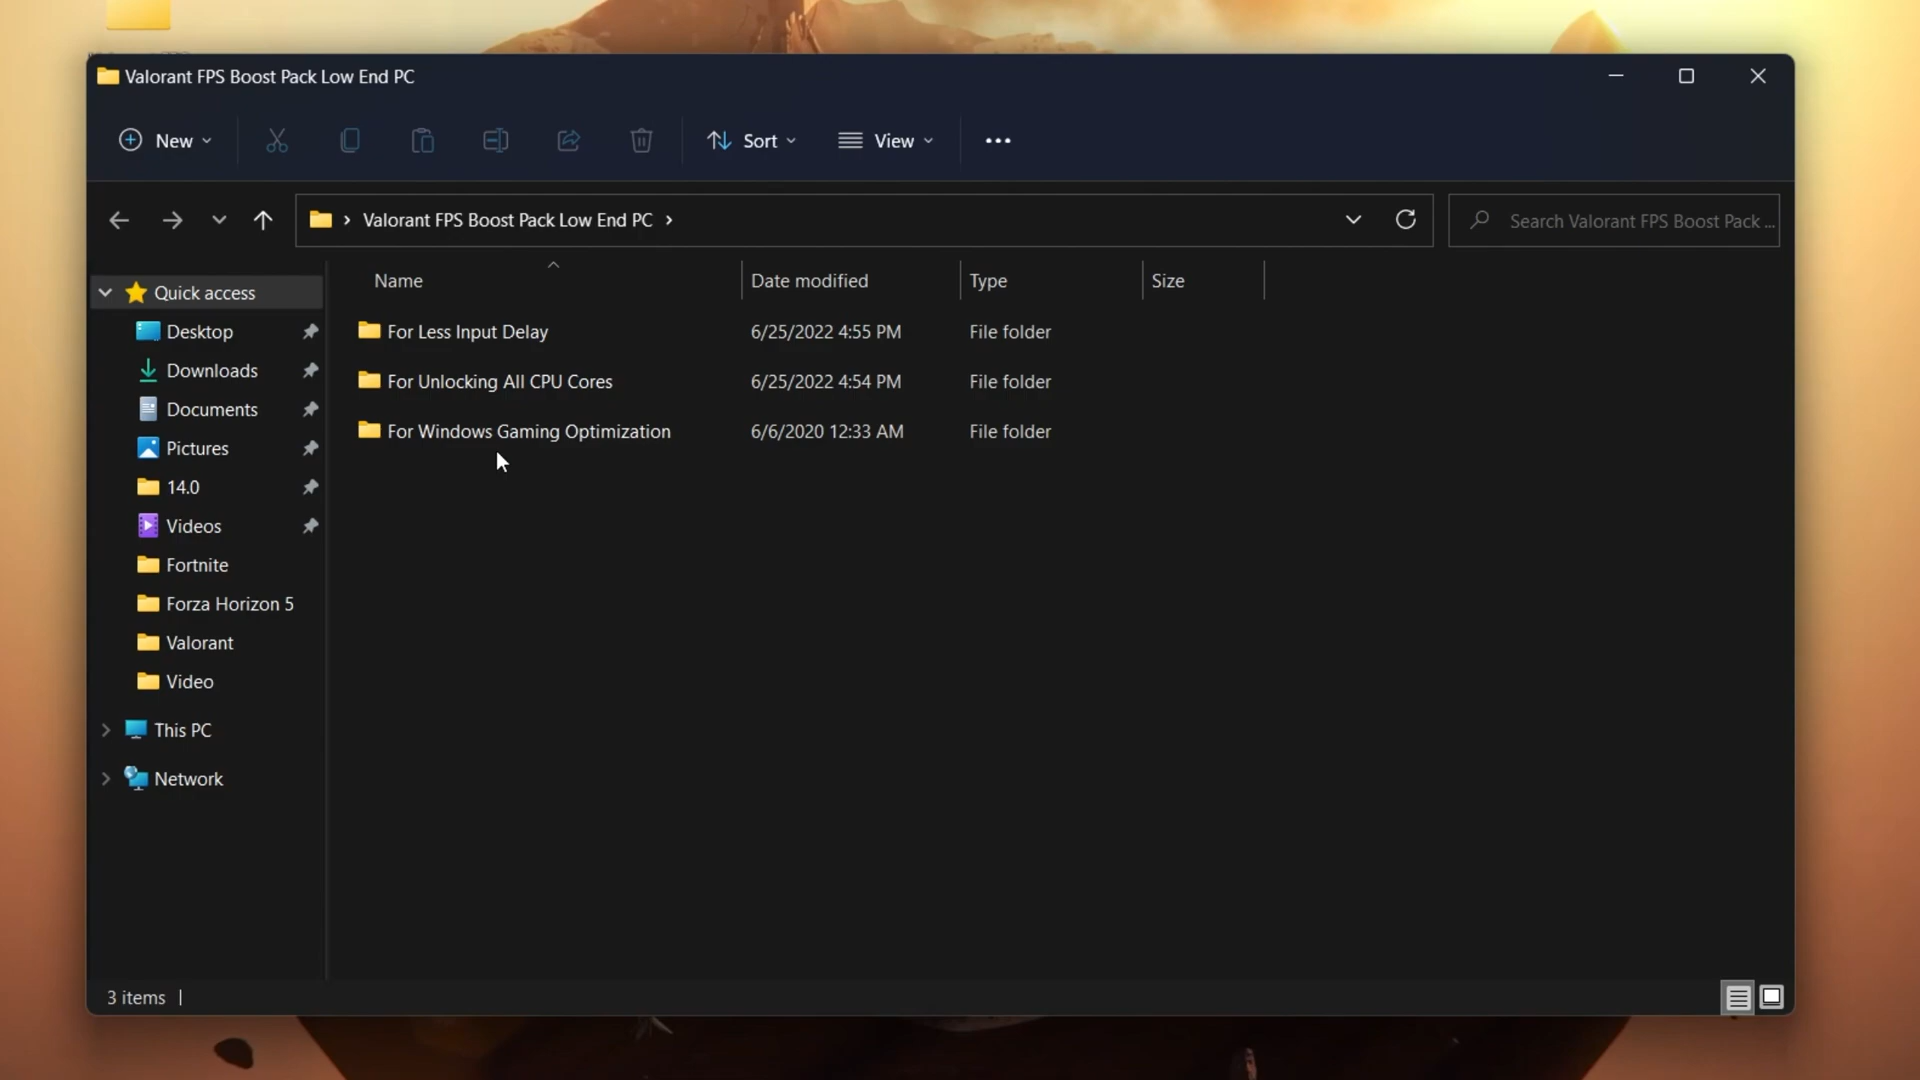 Valorant FPS Boost Pack Low End PC
New
Sort
View
Valorant FPS Boost Pack Low End PC
Search Valorant FPS Boost Pack ...
Name
Date modified
Type
Size
Quick access
Desktop
Downloads
Documents
Pictures
14.0
Videos
Fortnite
Forza Horizon 5
Valorant
Video
This PC
Network
For Less Input Delay 6/25/2022 4:55 PM File folder
For Unlocking All CPU Cores 6/25/2022 4:54 PM File folder
For Windows Gaming Optimization 6/6/2020 12:33 AM File folder
3 items